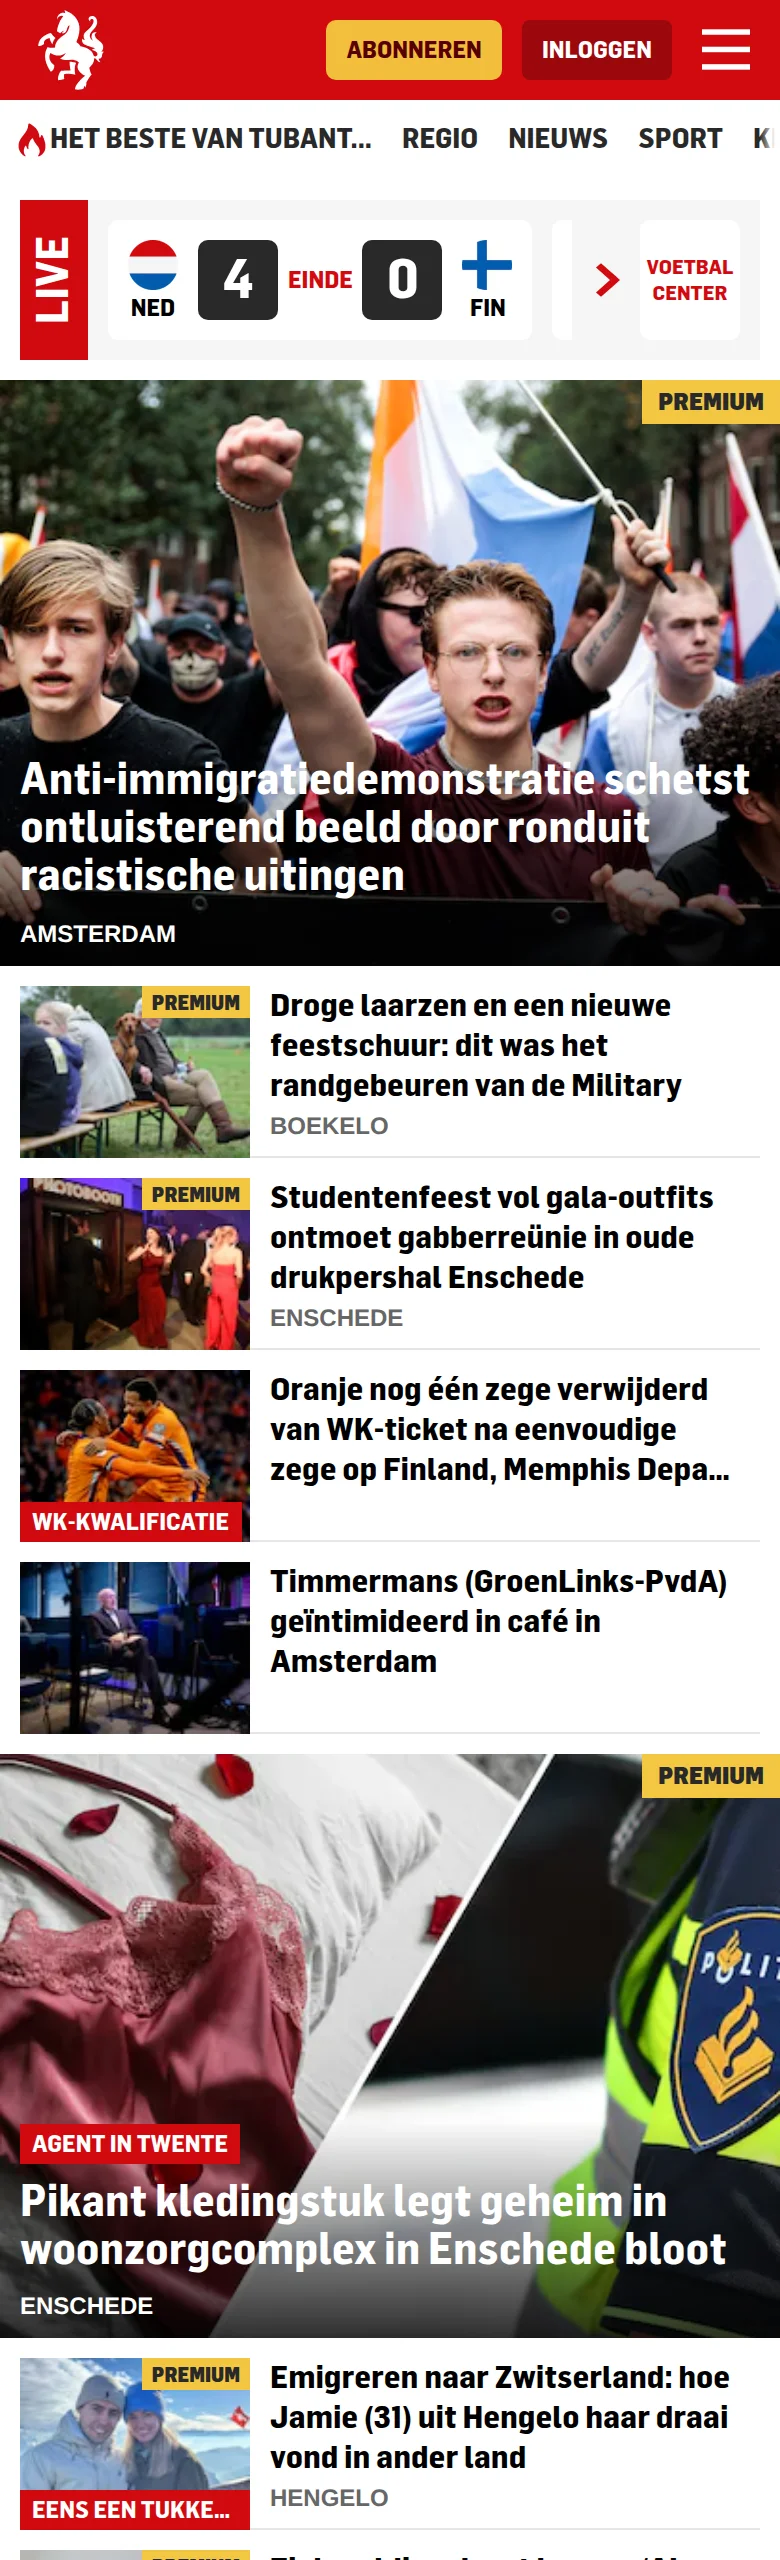 ABONNEREN
INLOGGEN
HET BESTE VAN TUBANT... REGIO NIEUWS SPORT
LIVE
4 EINDE 0
NED FIN
VOETBAL
CENTER
PREMIUM
Anti-immigratiedemonstratie schetst
ontluisterend beeld door ronduit
racistische uitingen
AMSTERDAM
PREMIUM
Droge laarzen en een nieuwe
feestschuur: dit was het
randgebeuren van de Military
BOEKELO
PHOTOBOOTH
PREMIUM
Studentenfeest vol gala-outfits
ontmoet gabberreünie in oude
drukpershal Enschede
ENSCHEDE
Oranje nog één zege verwijderd
van WK-ticket na eenvoudige
zege op Finland, Memphis Depa...
WK-KWALIFICATIE
Timmermans (GroenLinks-PvdA)
geïntimideerd in café in
Amsterdam
PREMIUM
POLIT
AGENT IN TWENTE
Pikant kledingstuk legt geheim in
woonzorgcomplex in Enschede bloot
ENSCHEDE
PREMIUM
Emigreren naar Zwitserland: hoe
Jamie (31) uit Hengelo haar draai
vond in ander land
HENGELO
EENS EEN TUKKE...